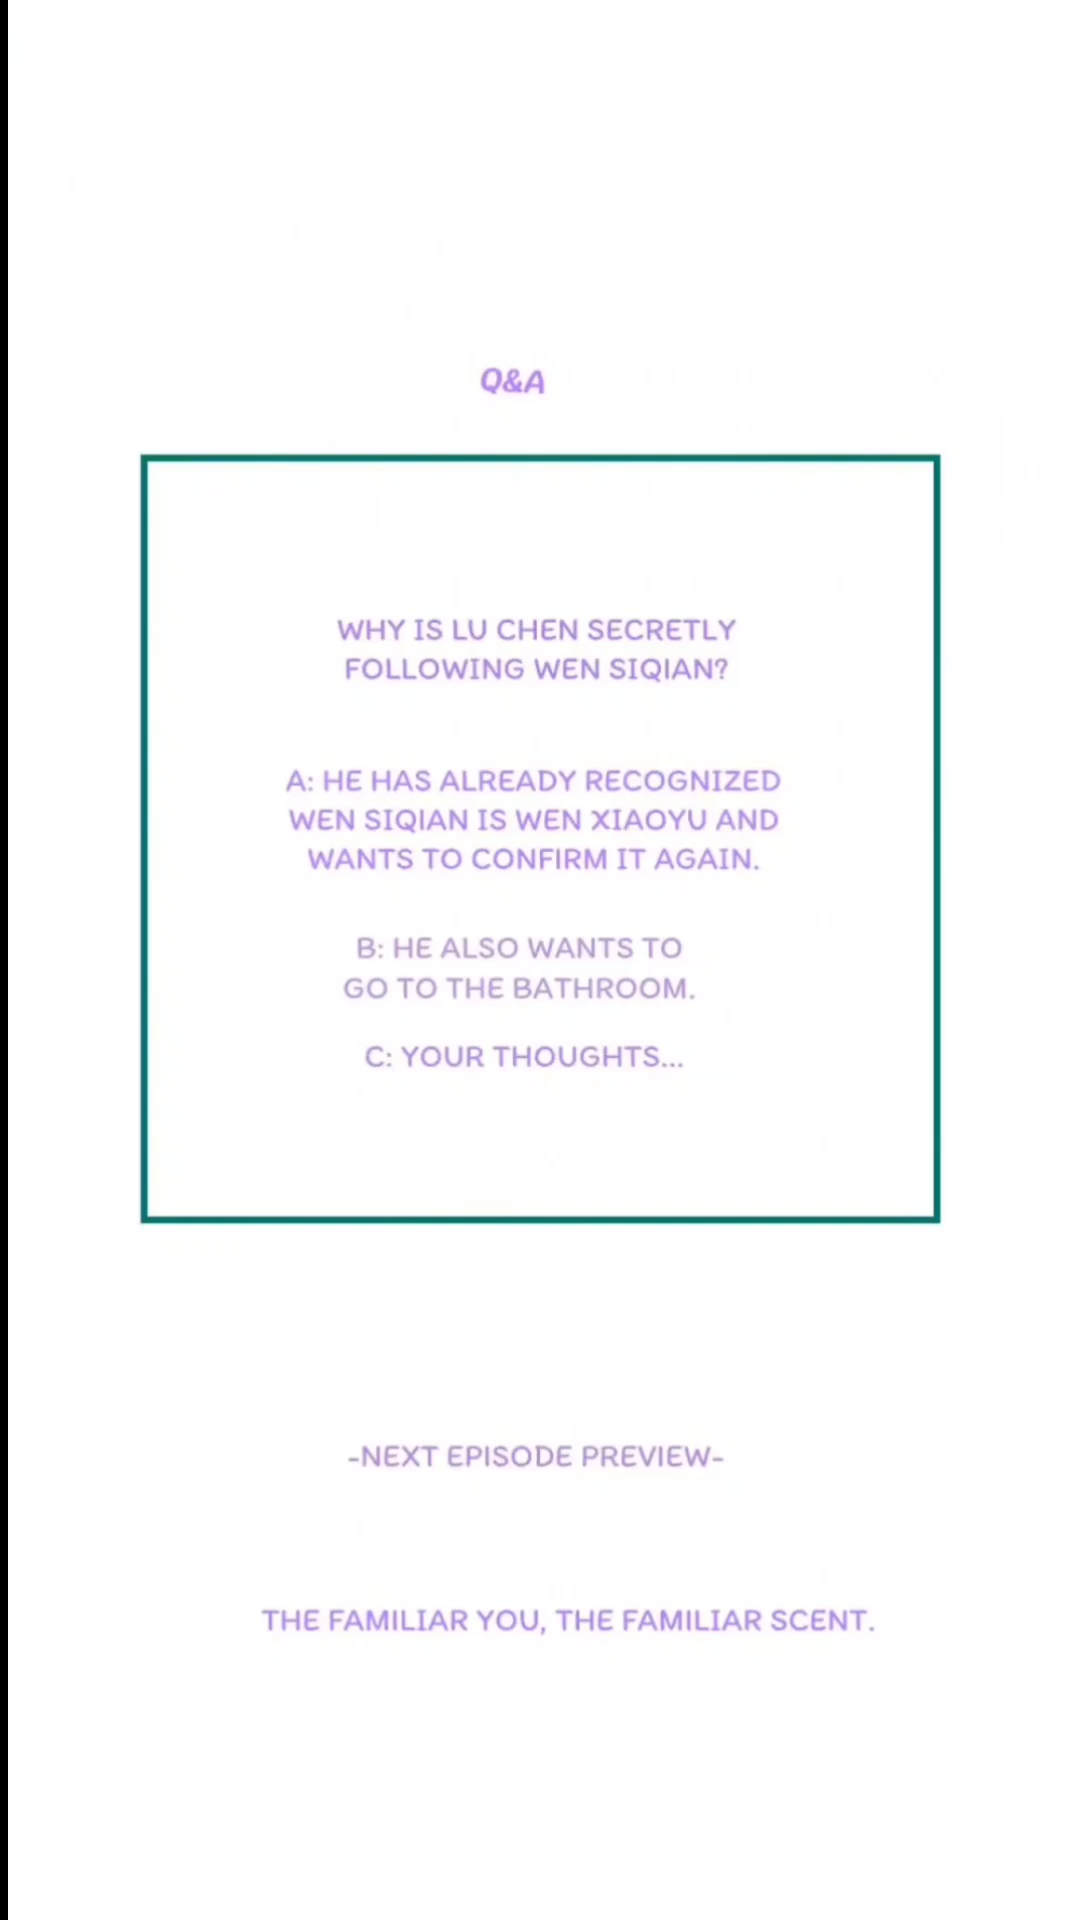 Q&A
WHY IS LU CHEN SECRETLY
FOLLOWING WEN SIQIAN?
A: HE HAS ALREADY RECOGNIZED
WEN SIQIAN IS WEN XIAOYU AND
WANTS TO CONFIRM IT AGAIN.
B: HE ALSO WANTS TO
GO TO THE BATHROOM.
C: YOUR THOUGHTS...
-NEXT EPISODE PREVIEW-
THE FAMILIAR YOU, THE FAMILIAR SCENT.